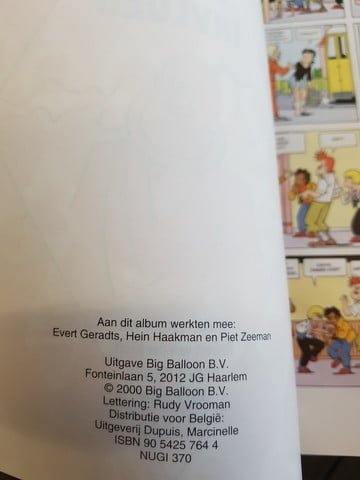 Aan dit album werkten mee:
Evert Geradts, Hein Haakman en Piet Zeeman
Uitgave Big Balloon B.V.
Fonteinlaan 5, 2012 JG Haarlem
© 2000 Big Balloon B.V.
Lettering: Rudy Vrooman
Distributie voor België:
Uitgeverij Dupuis, Marcinelle
ISBN 90 5425 764 4
NUGI 370